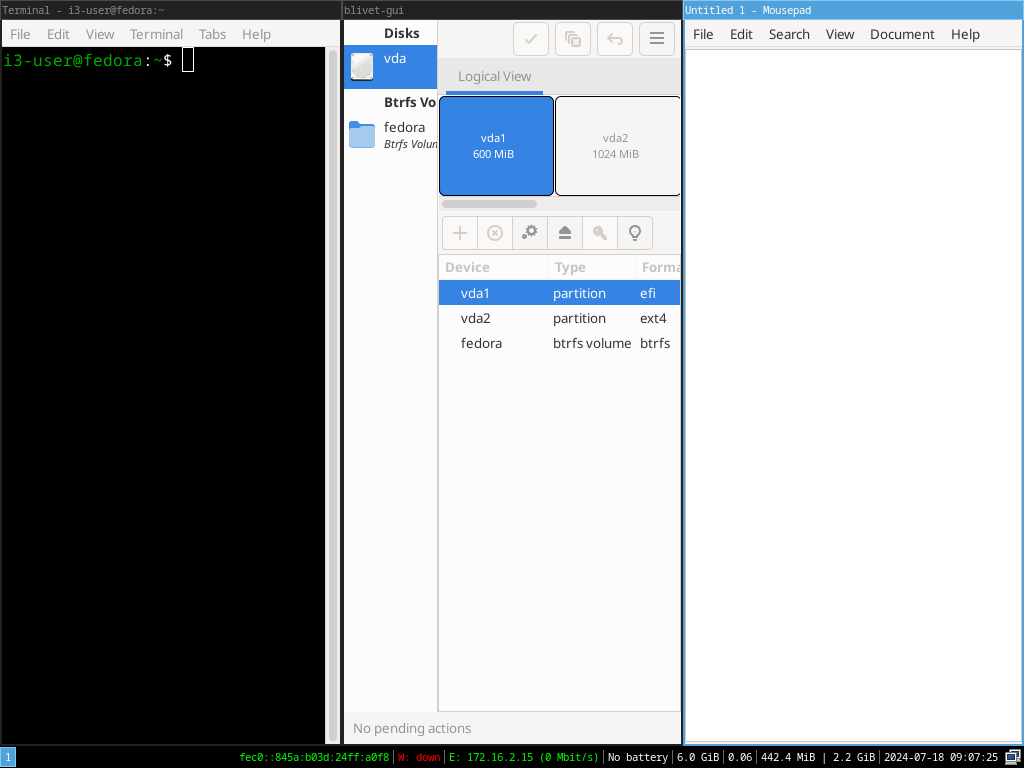 Terminal - i3-user@fedora:~
File Edit View Terminal Tabs Help
i3-user@fedora:~$
blivet-gui
Disks
vda
Btrfs Vo
fedora
Btrfs Volun
Logical View
vda1
600 MiB
vda2
1024 MiB
Device Type Forma
vda1 partition efi
vda2 partition ext4
fedora btrfs volume btrfs
No pending actions
Untitled 1 - Mousepad
File Edit Search View Document Help
1
fec0::845a:b03d:24ff:a0f8 W: down E: 172.16.2.15 (0 Mbit/s) No battery 6.0 GiB 0.06 442.4 MiB | 2.2 GiB 2024-07-18 09:07:25